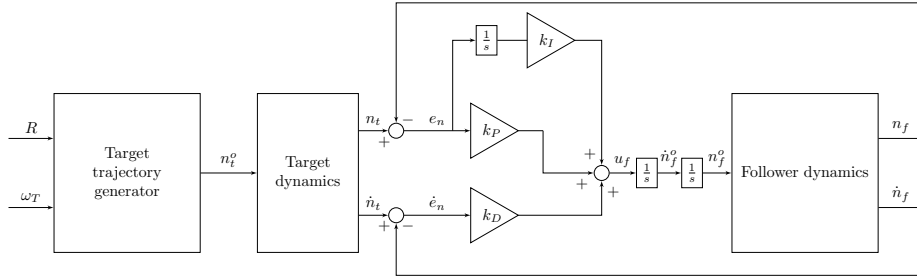 1/s
k_I
R
n_t
−
e_n
+
n_t^o
k_P
Target
trajectory
generator
Target
dynamics
+
+
u_f
1/s
ṅ_f^o
1/s
n_f^o
Follower dynamics
n_f
ω_T
ṅ_t
ė_n
+
−
k_D
+
ṅ_f